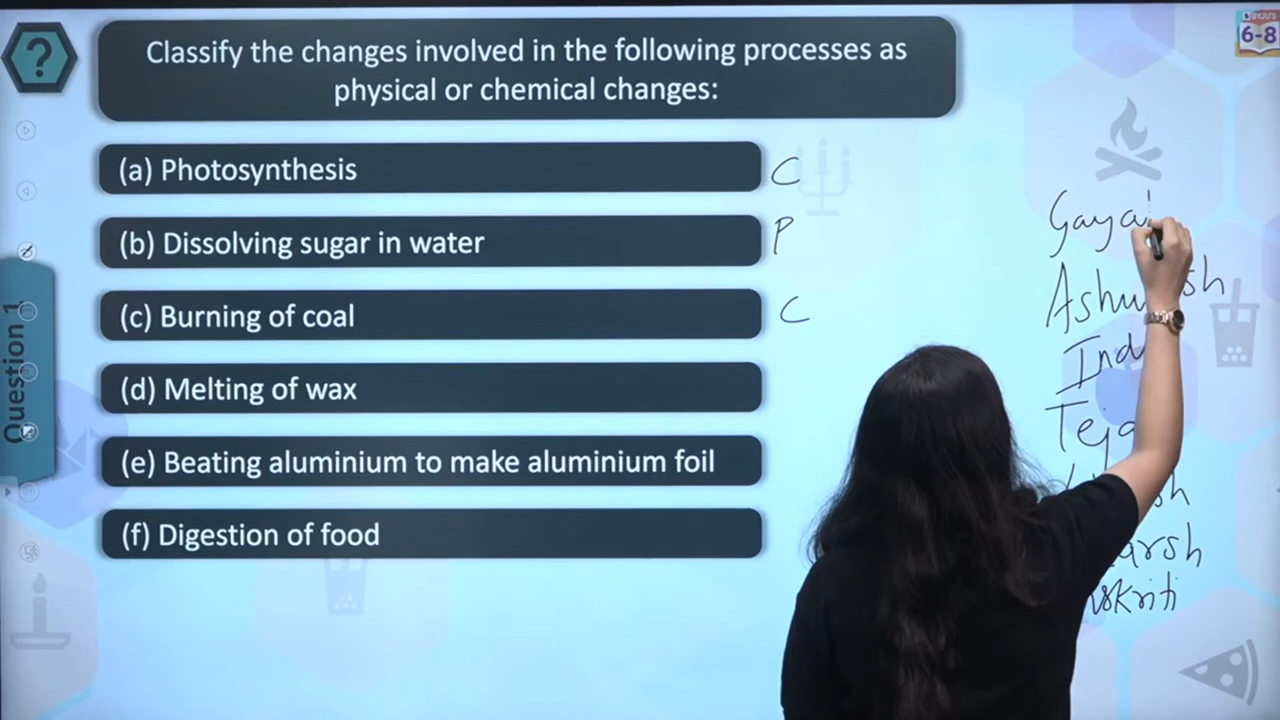 ?
Classify the changes involved in the following processes as
physical or chemical changes:
BYJU'S
6-8
(a) Photosynthesis
C
(b) Dissolving sugar in water
P
(c) Burning of coal
C
(d) Melting of wax
(e) Beating aluminium to make aluminium foil
(f) Digestion of food
Question 1